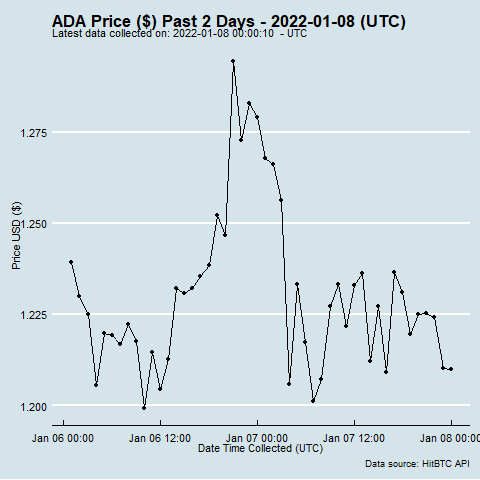 ADA Price ($) Past 2 Days - 2022-01-08 (UTC)
Latest data collected on: 2022-01-08 00:00:10  - UTC
1.275
1.250
1.225
1.200
Price USD ($)
Jan 06 00:00 Jan 06 12:00 Jan 07 00:00 Jan 07 12:00 Jan 08 00:00
Date Time Collected (UTC)
Data source: HitBTC API